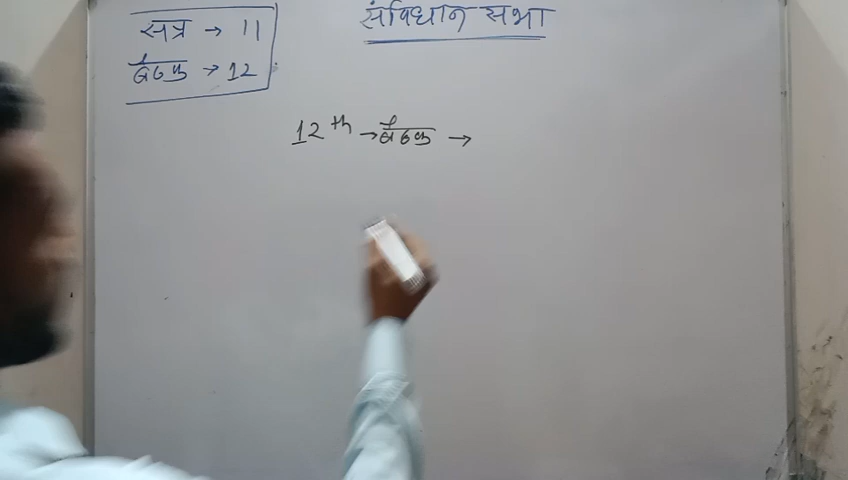 संविधान सभा
सत्र → 11
बैठक → 12
12th → बैठक →